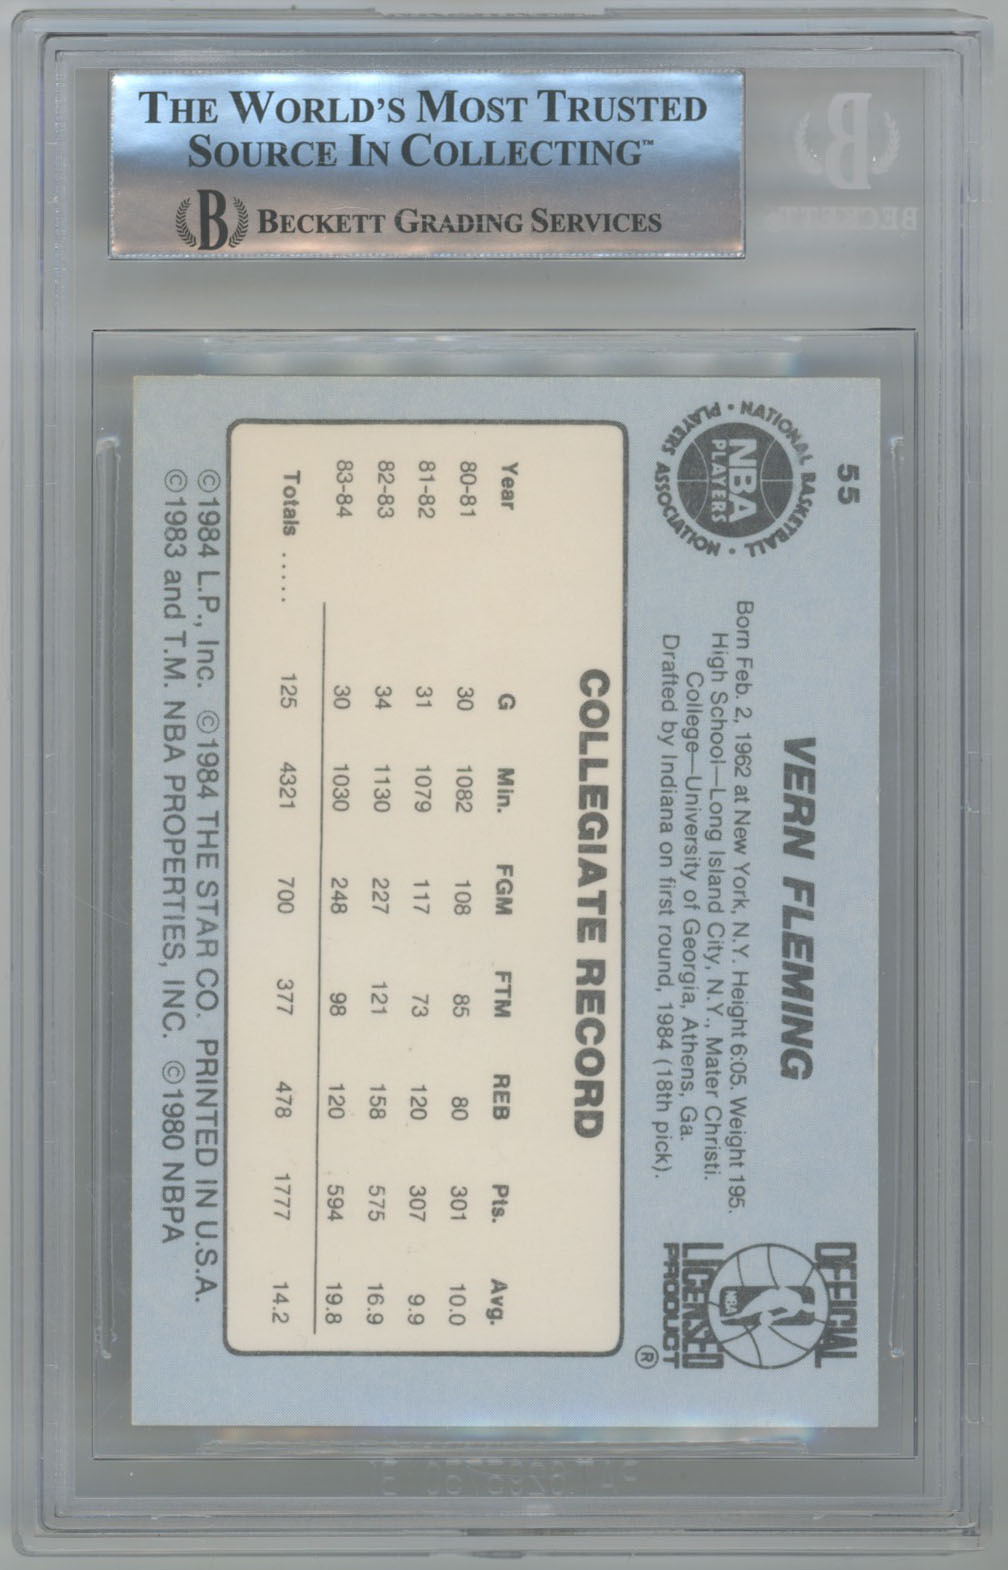 THE WORLD'S MOST TRUSTED
SOURCE IN COLLECTING™
B BECKETT GRADING SERVICES
B
BECKETT
55
NATIONAL BASKETBALL
PLAYERS ASSOCIATION
NBA
PLAYERS
VERN FLEMING
Born Feb. 2, 1962 at New York, N.Y. Height 6:05. Weight 195.
High School—Long Island City, N.Y., Mater Christi.
College—University of Georgia, Athens, Ga.
Drafted by Indiana on first round, 1984 (18th pick).
OFFICIAL
NBA
LICENSED
PRODUCT
®
COLLEGIATE RECORD
Year G Min. FGM FTM REB Pts. Avg.
80-81 30 1082 108 85 80 301 10.0
81-82 31 1079 117 73 120 307 9.9
82-83 34 1130 227 121 158 575 16.9
83-84 30 1030 248 98 120 594 19.8
Totals ..... 125 4321 700 377 478 1777 14.2
©1984 L.P., Inc. ©1984 THE STAR CO. PRINTED IN U.S.A.
©1983 and T.M. NBA PROPERTIES, INC. ©1980 NBPA